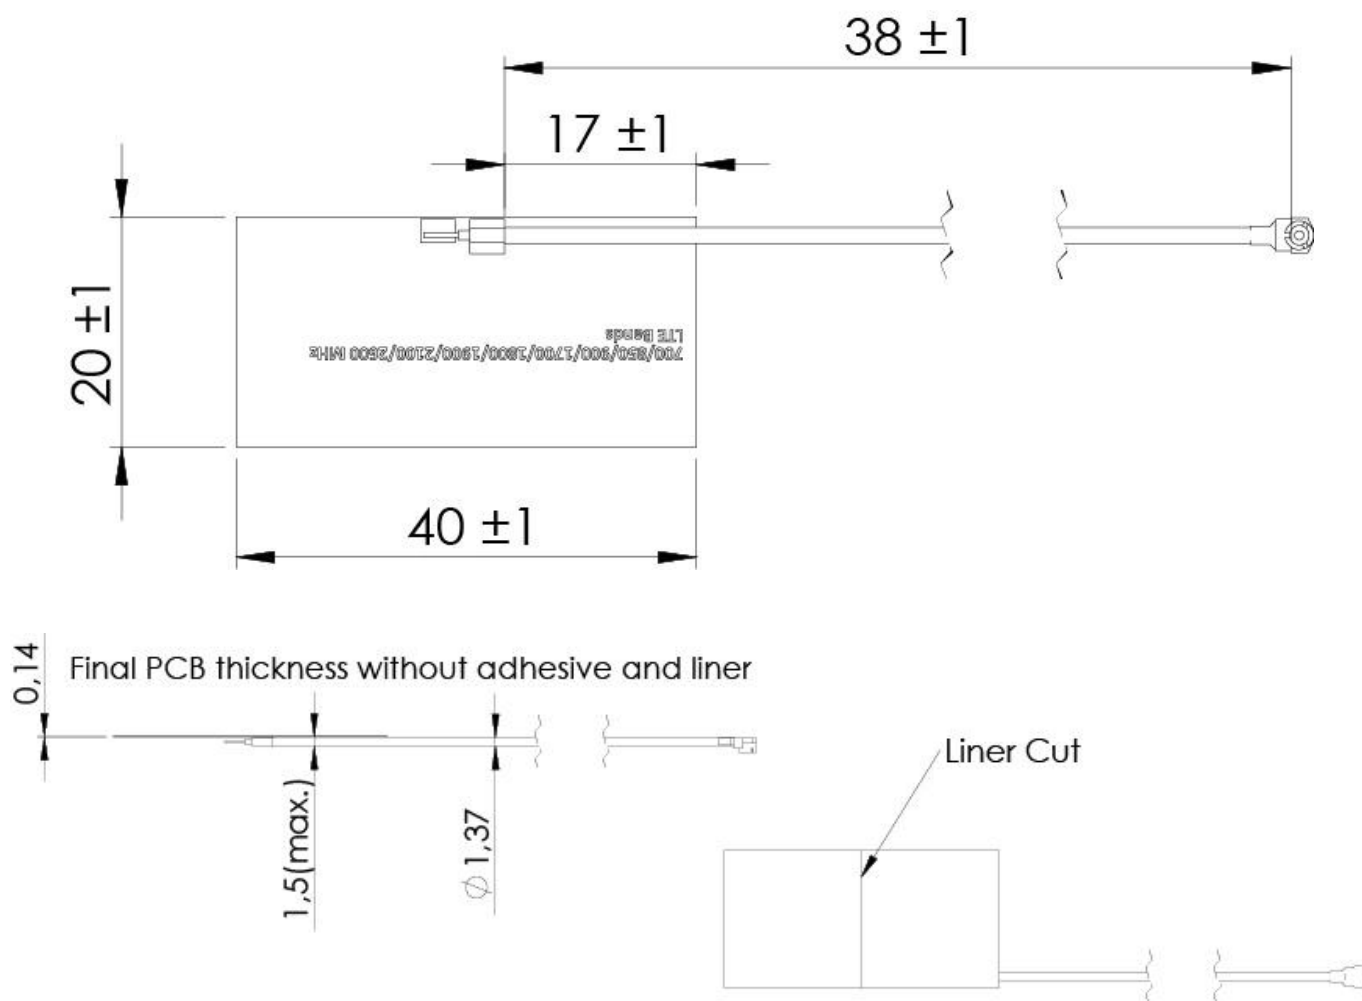 38 ±1
17 ±1
20 ±1
LTE Bands
700/850/900/1700/1800/1900/2100/2600 MHz
40 ±1
0,14
Final PCB thickness without adhesive and liner
1,5(max.)
∅ 1,37
Liner Cut